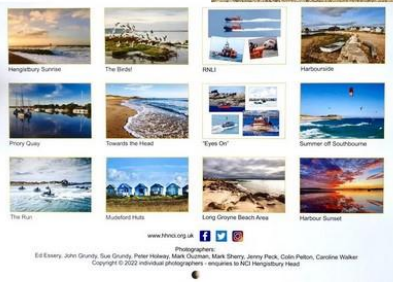 Hengistbury Sunrise
The Birds!
RNLI
Harbourside
Priory Quay
Towards the Head
"Eyes On"
Summer off Southbourne
The Run
Mudeford Huts
Long Groyne Beach Area
Harbour Sunset
www.hhnci.org.uk
Photographers:
Ed Essery, John Grundy, Sue Grundy, Peter Holway, Mark Ouzman, Mark Sherry, Jenny Peck, Colin Pelton, Caroline Walker
Copyright © 2022 individual photographers - enquiries to NCI Hengistbury Head